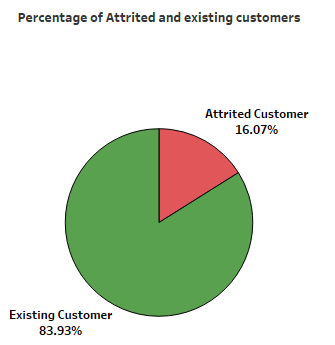 Percentage of Attrited and existing customers
Attrited Customer
16.07%
Existing Customer
83.93%